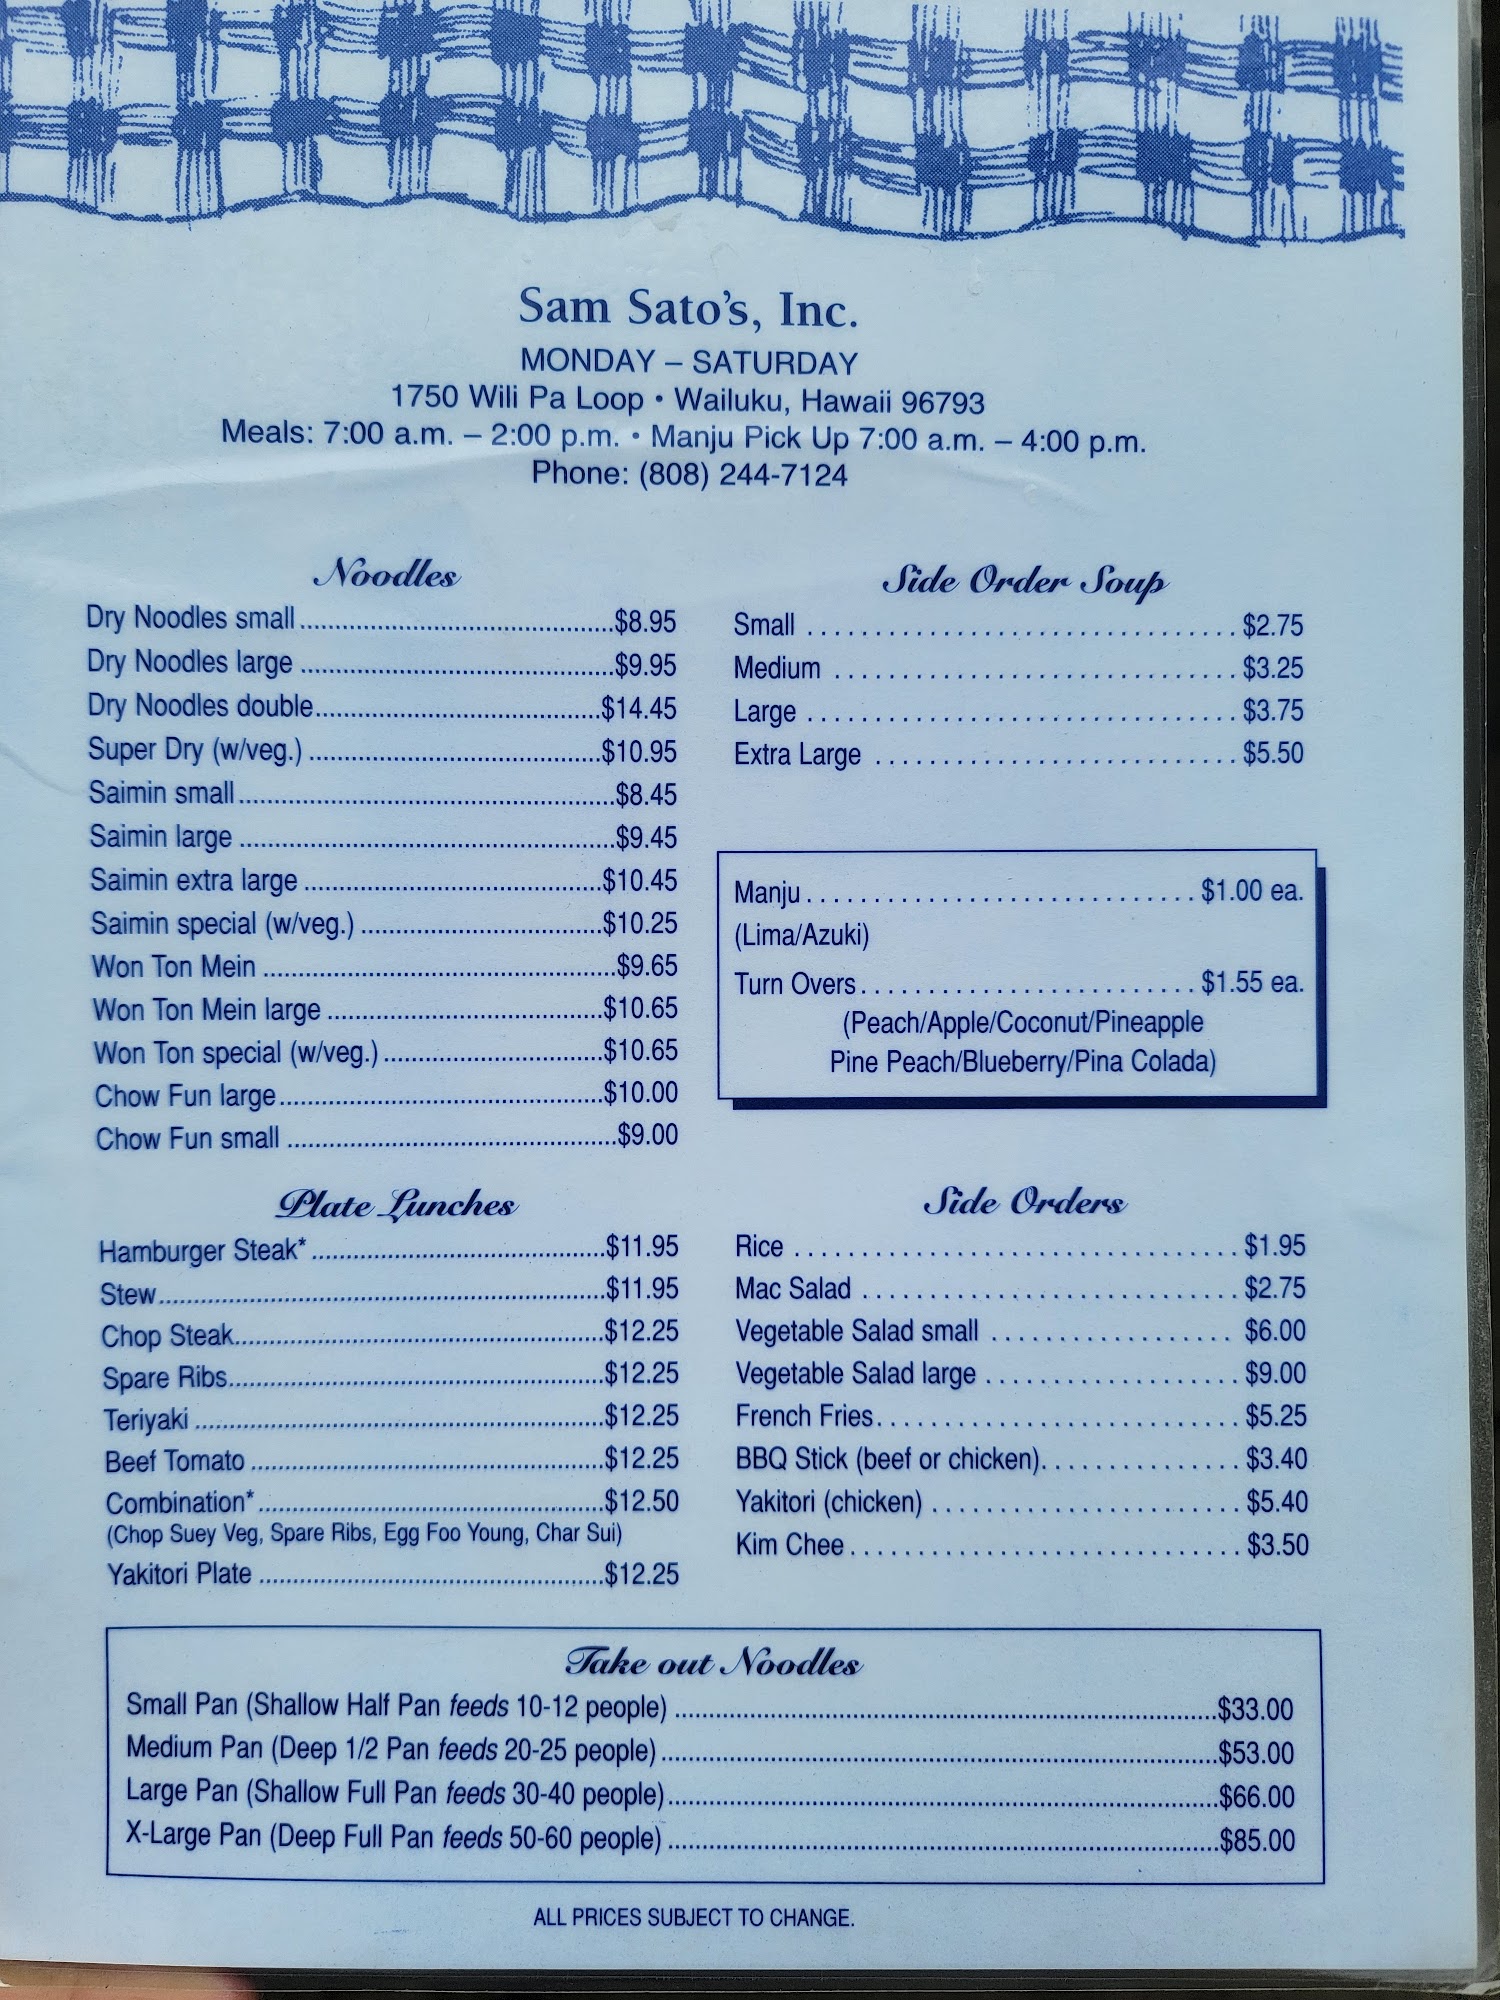 Sam Sato's, Inc.
MONDAY – SATURDAY
1750 Wili Pa Loop • Wailuku, Hawaii 96793
Meals: 7:00 a.m. – 2:00 p.m. • Manju Pick Up 7:00 a.m. – 4:00 p.m.
Phone: (808) 244-7124
Noodles
Dry Noodles small $8.95
Dry Noodles large $9.95
Dry Noodles double $14.45
Super Dry (w/veg.) $10.95
Saimin small $8.45
Saimin large $9.45
Saimin extra large $10.45
Saimin special (w/veg.) $10.25
Won Ton Mein $9.65
Won Ton Mein large $10.65
Won Ton special (w/veg.) $10.65
Chow Fun large $10.00
Chow Fun small $9.00
Side Order Soup
Small $2.75
Medium $3.25
Large $3.75
Extra Large $5.50
Manju $1.00 ea.
(Lima/Azuki)
Turn Overs $1.55 ea.
(Peach/Apple/Coconut/Pineapple
Pine Peach/Blueberry/Pina Colada)
Plate Lunches
Hamburger Steak* $11.95
Stew $11.95
Chop Steak $12.25
Spare Ribs $12.25
Teriyaki $12.25
Beef Tomato $12.25
Combination* $12.50
(Chop Suey Veg, Spare Ribs, Egg Foo Young, Char Sui)
Yakitori Plate $12.25
Side Orders
Rice $1.95
Mac Salad $2.75
Vegetable Salad small $6.00
Vegetable Salad large $9.00
French Fries $5.25
BBQ Stick (beef or chicken) $3.40
Yakitori (chicken) $5.40
Kim Chee $3.50
Take out Noodles
Small Pan (Shallow Half Pan feeds 10-12 people) $33.00
Medium Pan (Deep 1/2 Pan feeds 20-25 people) $53.00
Large Pan (Shallow Full Pan feeds 30-40 people) $66.00
X-Large Pan (Deep Full Pan feeds 50-60 people) $85.00
ALL PRICES SUBJECT TO CHANGE.